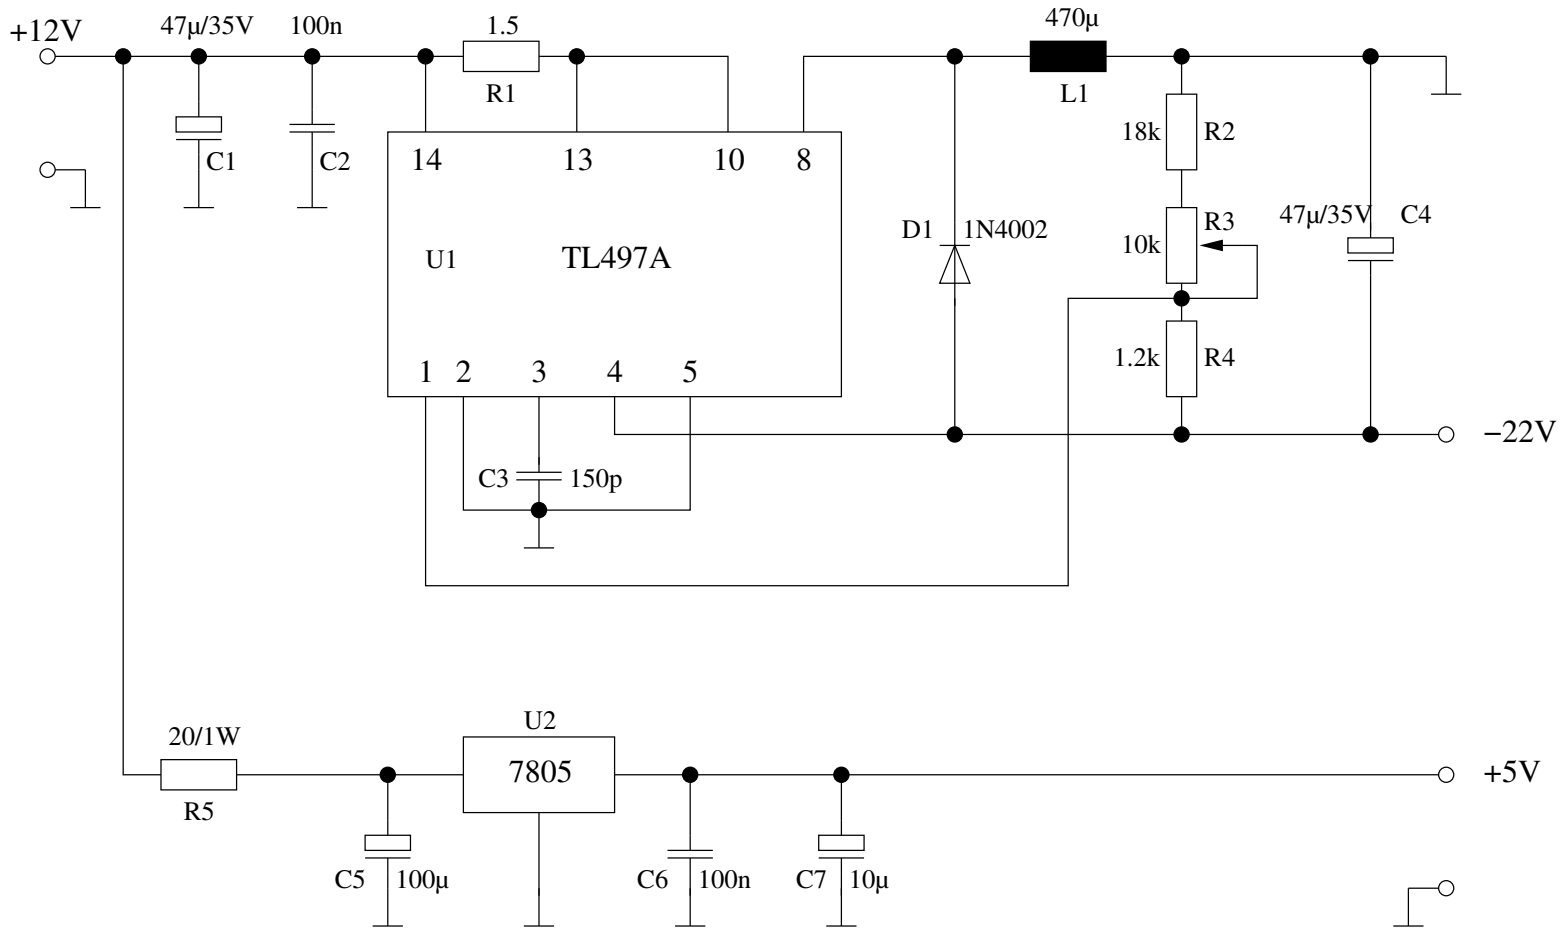 +12V
47µ/35V
100n
1.5
470µ
R1
L1
C1
C2
14
13
10
8
18k
R2
47µ/35V
C4
D1
1N4002
R3
10k
U1
TL497A
1
2
3
4
5
1.2k
R4
−22V
C3
150p
U2
20/1W
7805
+5V
R5
C5
100µ
C6
100n
C7
10µ